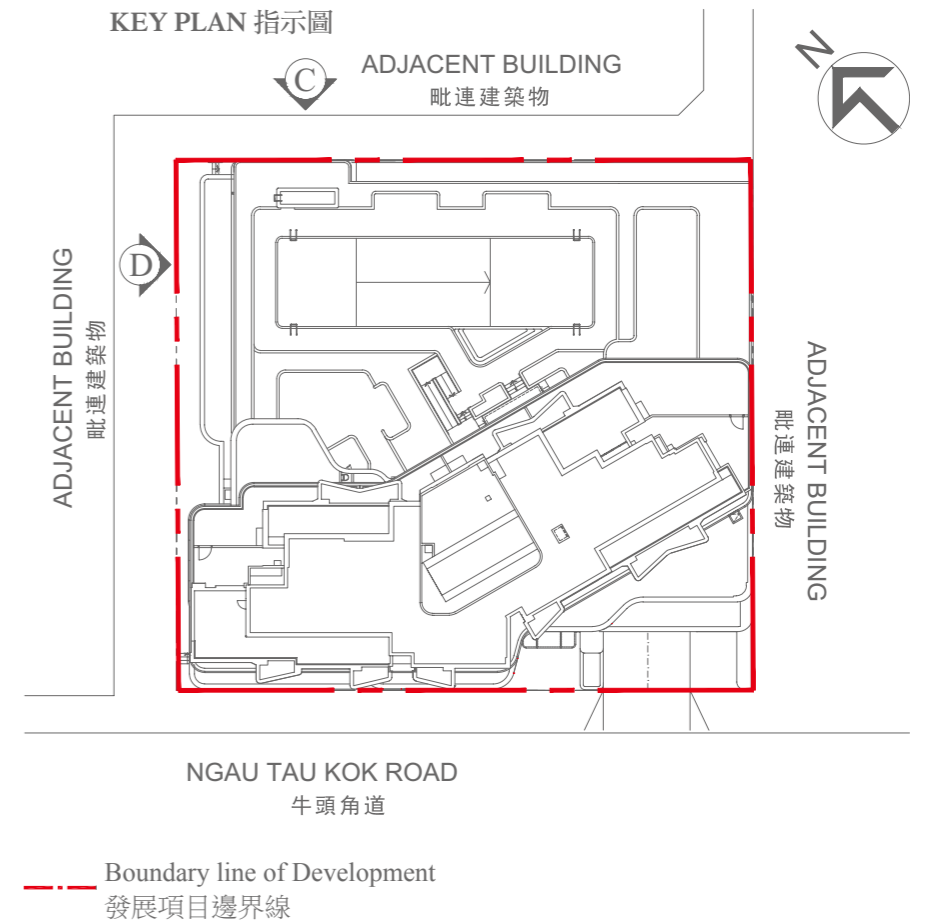 KEY PLAN 指示圖
N
C
ADJACENT BUILDING
毗連建築物
D
ADJACENT BUILDING
毗連建築物
ADJACENT BUILDING
毗連建築物
NGAU TAU KOK ROAD
牛頭角道
Boundary line of Development
發展項目邊界線